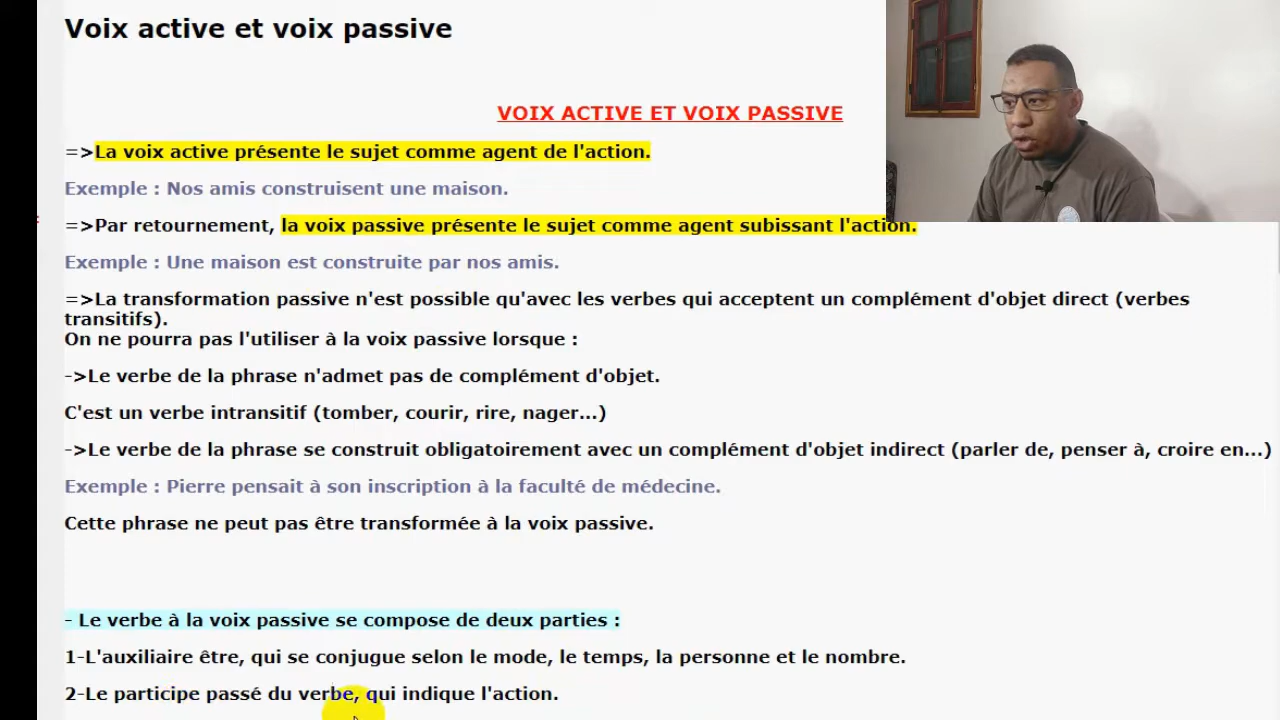 Voix active et voix passive
VOIX ACTIVE ET VOIX PASSIVE
=>La voix active présente le sujet comme agent de l'action.
Exemple : Nos amis construisent une maison.
=>Par retournement, la voix passive présente le sujet comme agent subissant l'action.
Exemple : Une maison est construite par nos amis.
=>La transformation passive n'est possible qu'avec les verbes qui acceptent un complément d'objet direct (verbes
transitifs).
On ne pourra pas l'utiliser à la voix passive lorsque :
->Le verbe de la phrase n'admet pas de complément d'objet.
C'est un verbe intransitif (tomber, courir, rire, nager...)
->Le verbe de la phrase se construit obligatoirement avec un complément d'objet indirect (parler de, penser à, croire en...)
Exemple : Pierre pensait à son inscription à la faculté de médecine.
Cette phrase ne peut pas être transformée à la voix passive.
- Le verbe à la voix passive se compose de deux parties :
1-L'auxiliaire être, qui se conjugue selon le mode, le temps, la personne et le nombre.
2-Le participe passé du verbe, qui indique l'action.